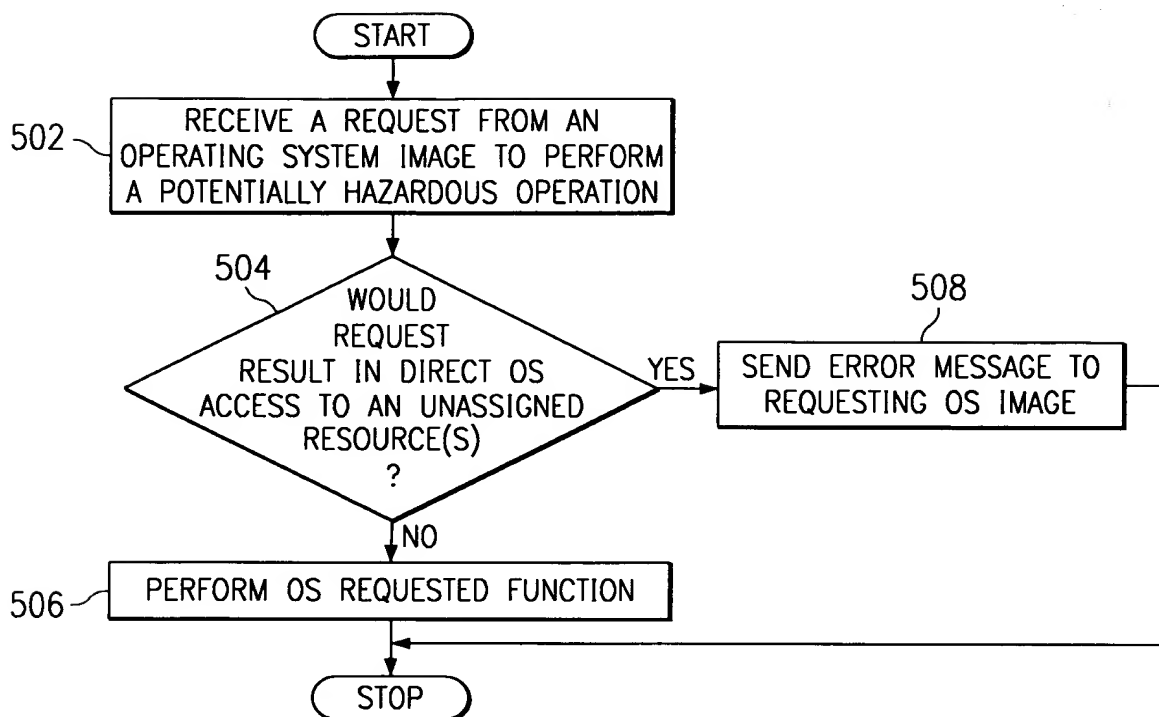 START
502
RECEIVE A REQUEST FROM AN
OPERATING SYSTEM IMAGE TO PERFORM
A POTENTIALLY HAZARDOUS OPERATION
504
WOULD
REQUEST
RESULT IN DIRECT OS
ACCESS TO AN UNASSIGNED
RESOURCE(S)
?
YES
508
SEND ERROR MESSAGE TO
REQUESTING OS IMAGE
NO
506
PERFORM OS REQUESTED FUNCTION
STOP